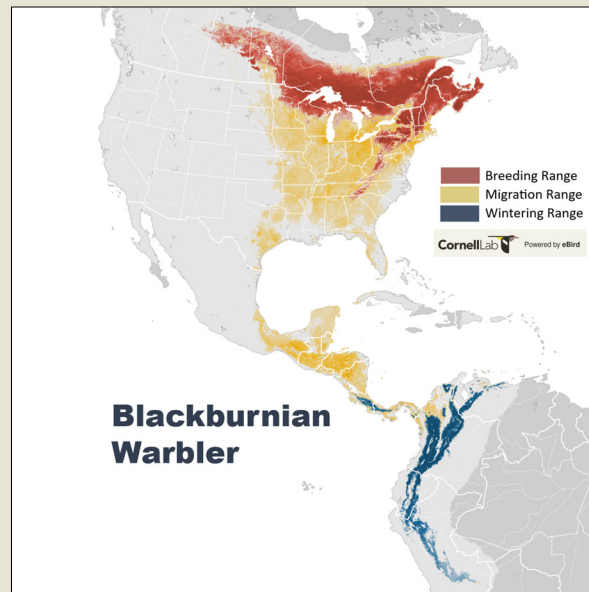 Breeding Range
Migration Range
Wintering Range
CornellLab Powered by eBird
Blackburnian
Warbler